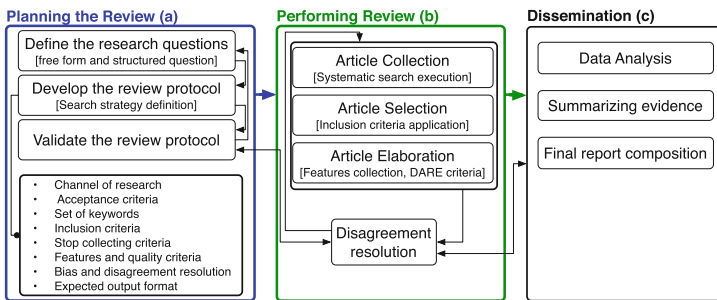 Planning the Review (a)
Define the research questions
[free form and structured question]
Develop the review protocol
[Search strategy definition]
Validate the review protocol
• Channel of research
• Acceptance criteria
• Set of keywords
• Inclusion criteria
• Stop collecting criteria
• Features and quality criteria
• Bias and disagreement resolution
• Expected output format
Performing Review (b)
Article Collection
[Systematic search execution]
Article Selection
[Inclusion criteria application]
Article Elaboration
[Features collection, DARE criteria]
Disagreement
resolution
Dissemination (c)
Data Analysis
Summarizing evidence
Final report composition